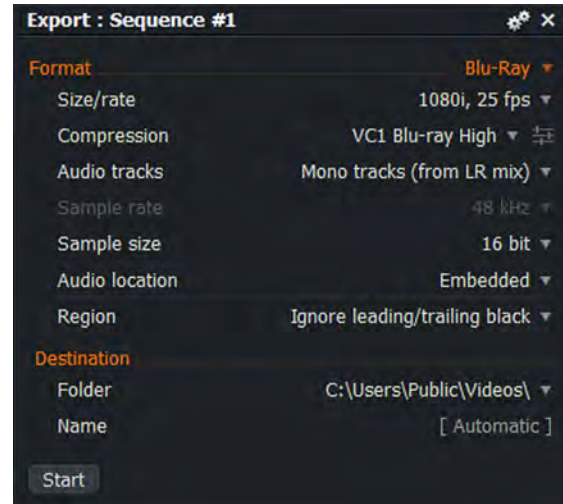 Export : Sequence #1
Format Blu-Ray
Size/rate 1080i, 25 fps
Compression VC1 Blu-ray High
Audio tracks Mono tracks (from LR mix)
Sample rate 48 kHz
Sample size 16 bit
Audio location Embedded
Region Ignore leading/trailing black
Destination
Folder C:\Users\Public\Videos\
Name [ Automatic ]
Start